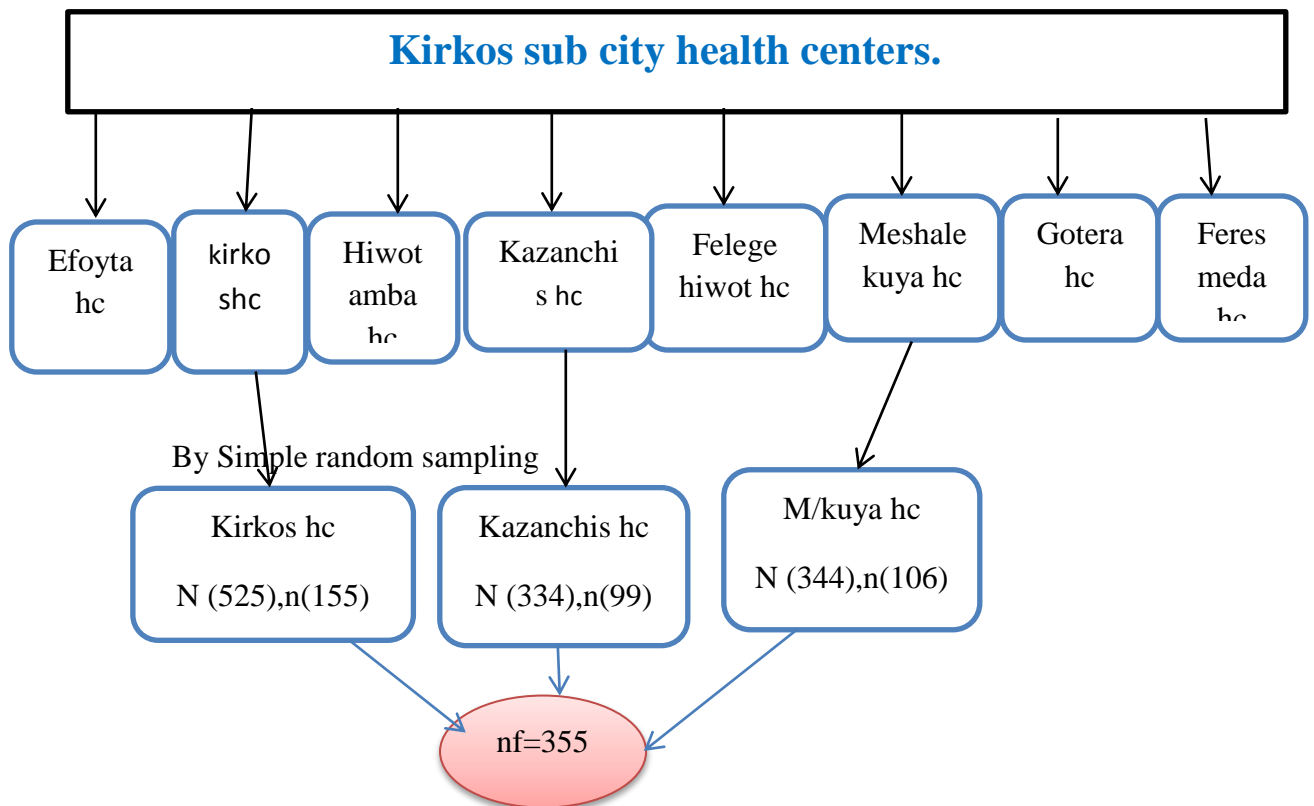 Kirkos sub city health centers.
Efoyta
hc
kirko
shc
Hiwot
amba
hc
Kazanchi
s hc
Felege
hiwot hc
Meshale
kuya hc
Gotera
hc
Feres
meda
hc
By Simple random sampling
Kirkos hc
N (525),n(155)
Kazanchis hc
N (334),n(99)
M/kuya hc
N (344),n(106)
nf=355